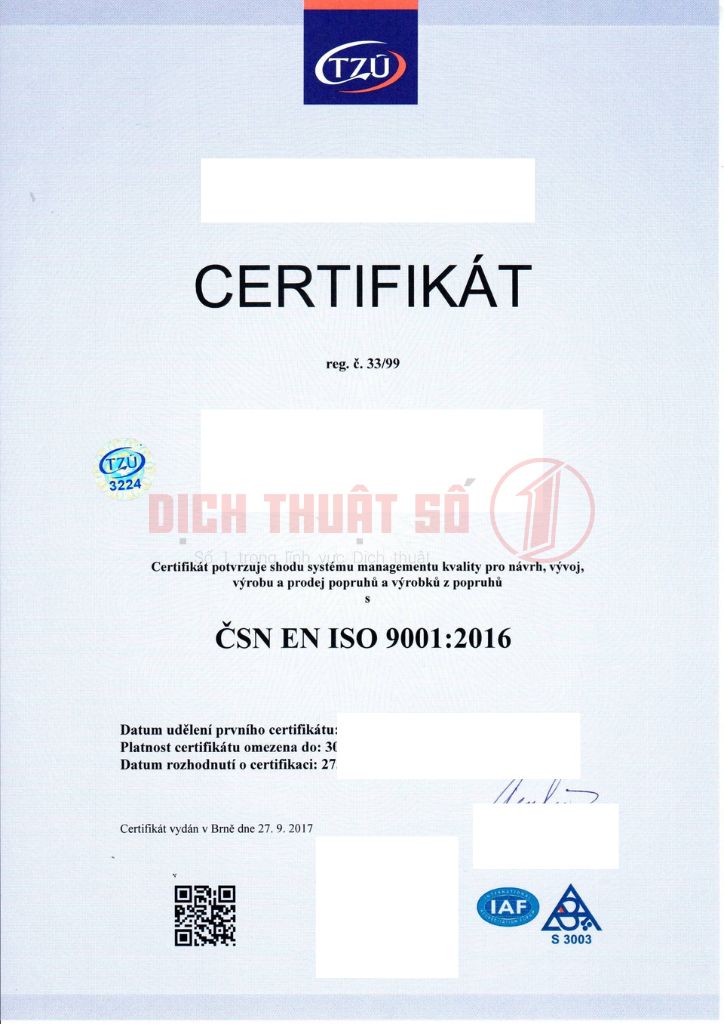 TZÚ
CERTIFIKÁT
reg. č. 33/99
TZÚ
3224
DỊCH THUẬT SỐ 1
Số 1 trong lĩnh vực Dịch thuật
Certifikát potvrzuje shodu systému managementu kvality pro návrh, vývoj,
výrobu a prodej popruhů a výrobků z popruhů
s
ČSN EN ISO 9001:2016
Datum udělení prvního certifikátu:
Platnost certifikátu omezena do: 30
Datum rozhodnutí o certifikaci: 27.
Certifikát vydán v Brně dne 27. 9. 2017
INTERNATIONAL
IAF
ACCREDITATION FORUM
S 3003